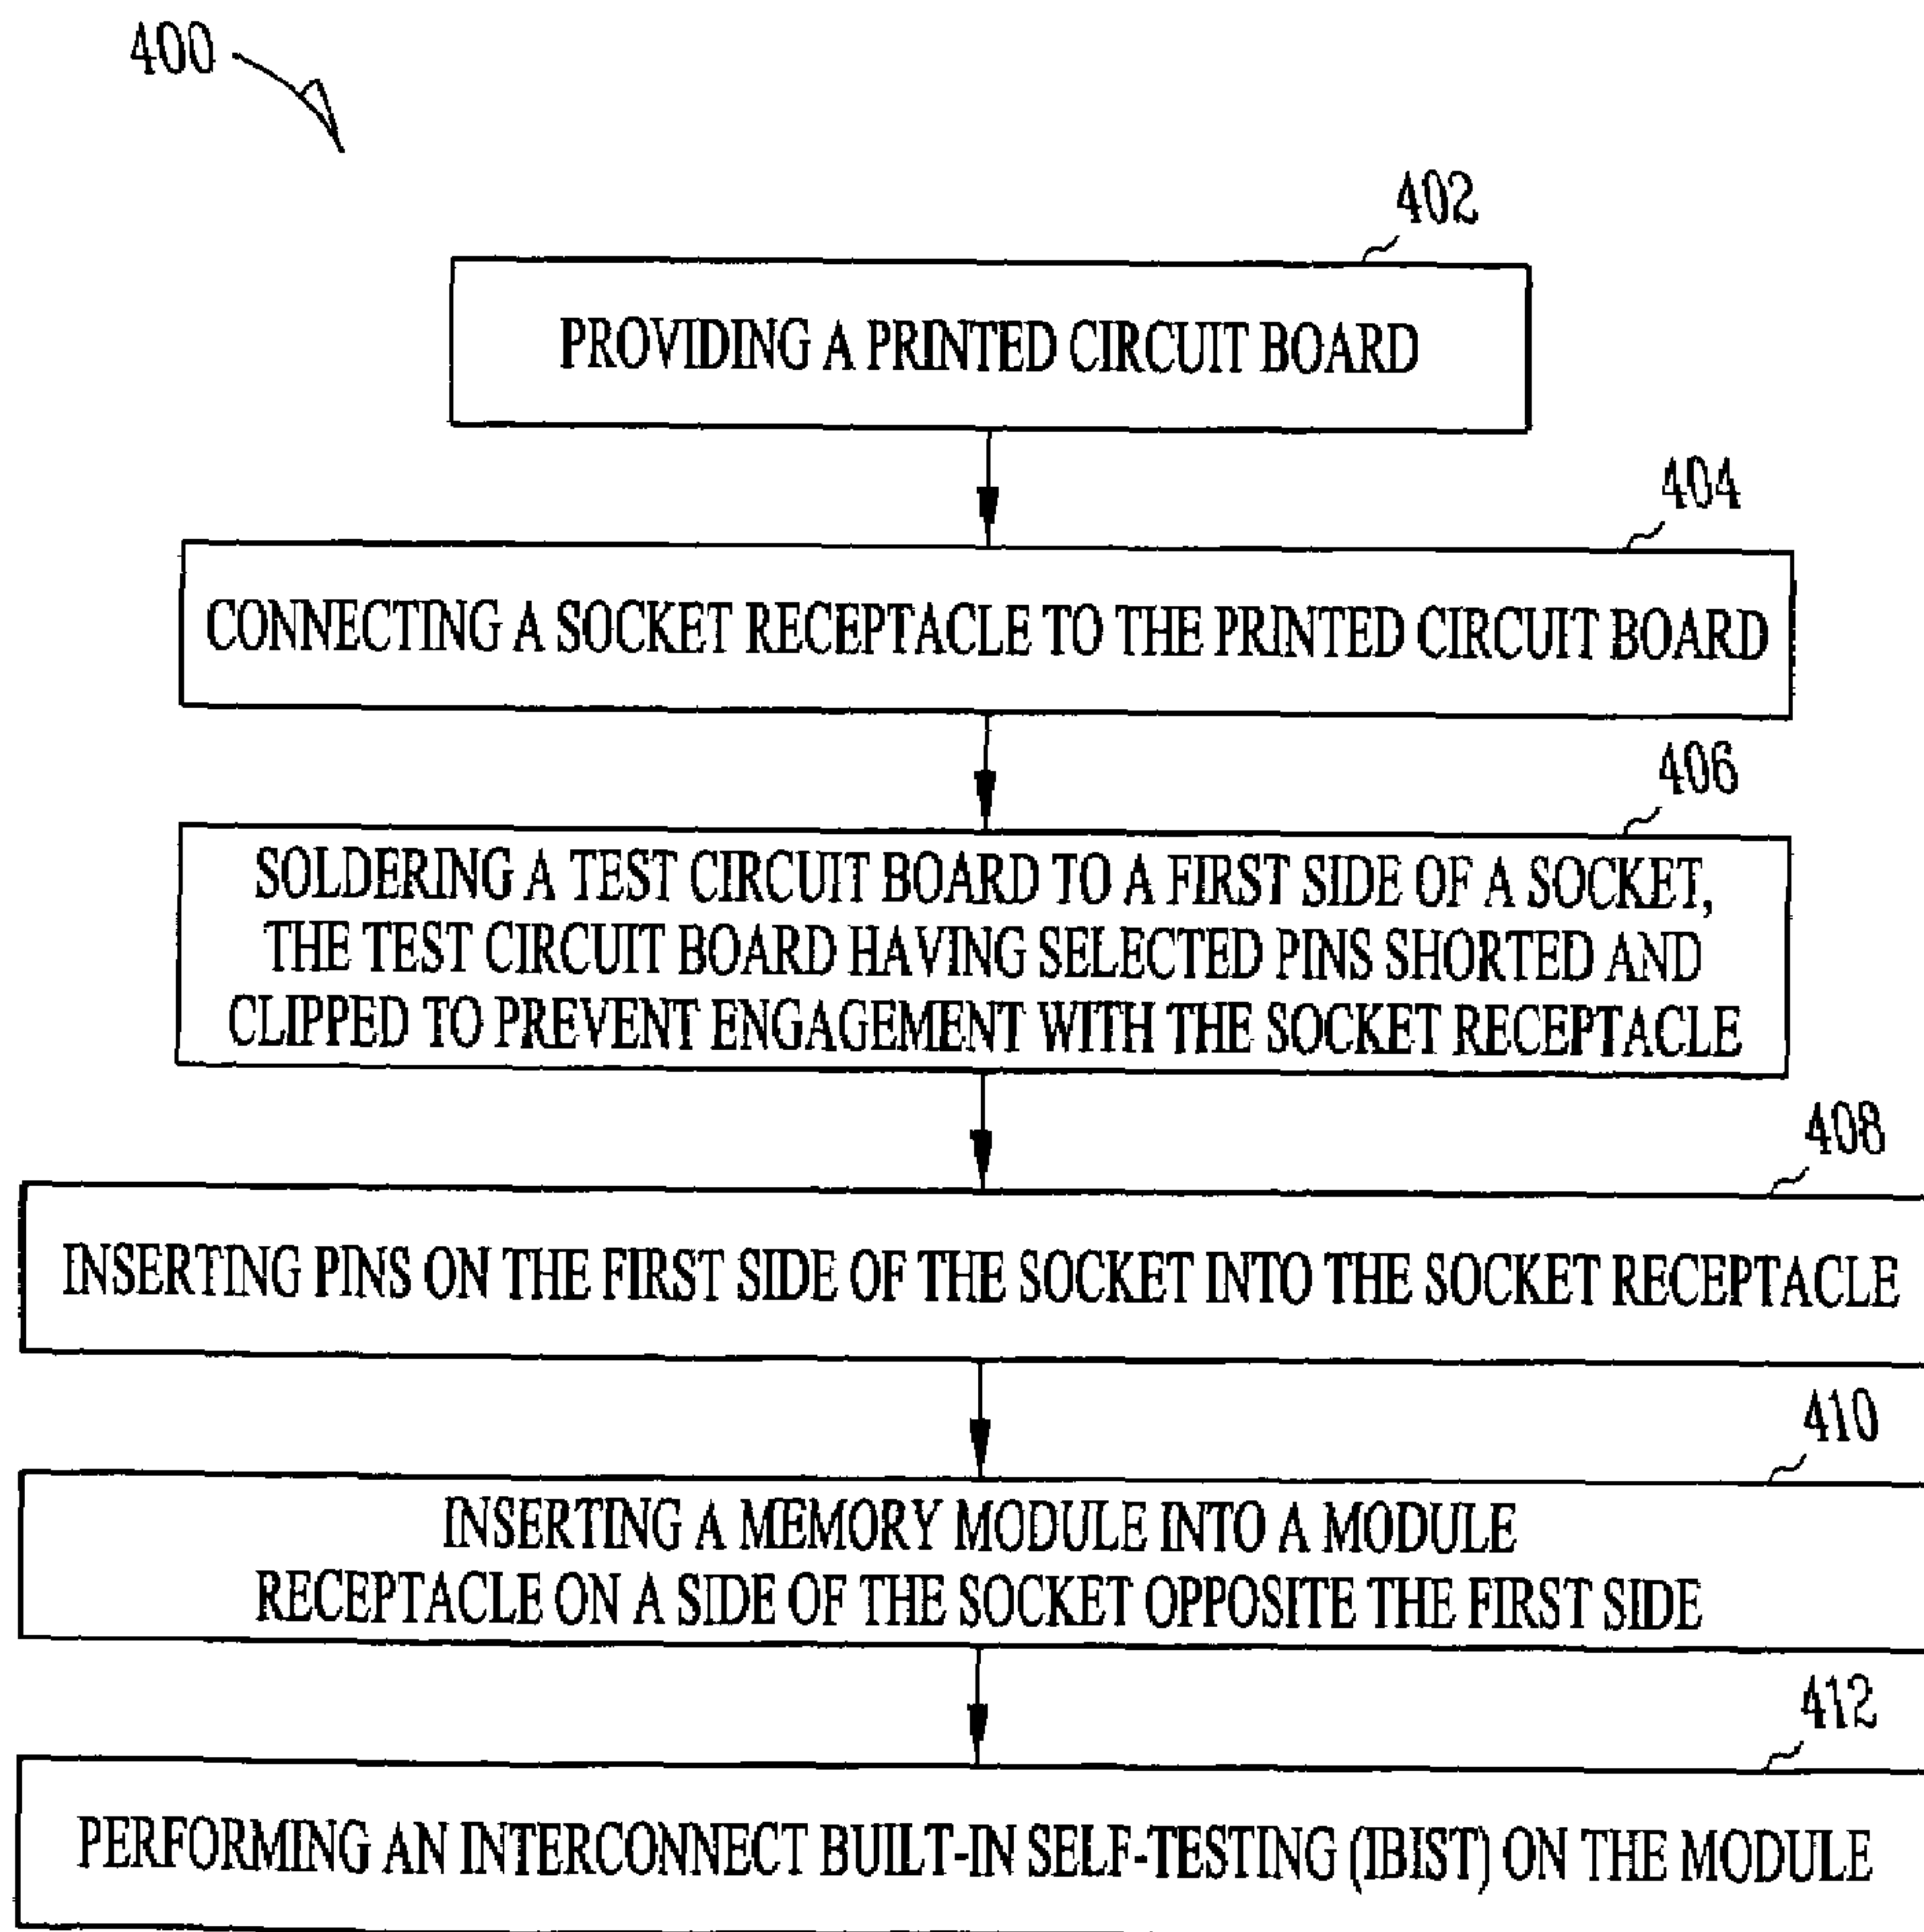 400
402
PROVIDING A PRINTED CIRCUIT BOARD
404
CONNECTING A SOCKET RECEPTACLE TO THE PRINTED CIRCUIT BOARD
406
SOLDERING A TEST CIRCUIT BOARD TO A FIRST SIDE OF A SOCKET,
THE TEST CIRCUIT BOARD HAVING SELECTED PINS SHORTED AND
CLIPPED TO PREVENT ENGAGEMENT WITH THE SOCKET RECEPTACLE
408
INSERTING PINS ON THE FIRST SIDE OF THE SOCKET INTO THE SOCKET RECEPTACLE
410
INSERTING A MEMORY MODULE INTO A MODULE
RECEPTACLE ON A SIDE OF THE SOCKET OPPOSITE THE FIRST SIDE
412
PERFORMING AN INTERCONNECT BUILT-IN SELF-TESTING (IBIST) ON THE MODULE